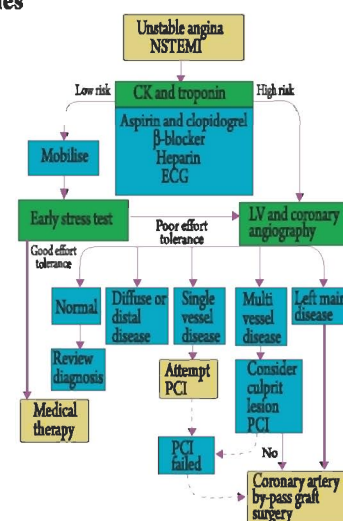 Unstable angina
NSTEMI
Low risk
CK and troponin
High risk
Aspirin and clopidogrel
β-blocker
Heparin
ECG
Mobilise
Early stress test
Poor effort
tolerance
LV and coronary
angiography
Good effort
tolerance
Normal
Diffuse or
distal
disease
Single
vessel
disease
Multi
vessel
disease
Left main
disease
Review
diagnosis
Attempt
PCI
Consider
culprit
lesion
PCI
Medical
therapy
PCI
failed
No
Coronary artery
by-pass graft
surgery